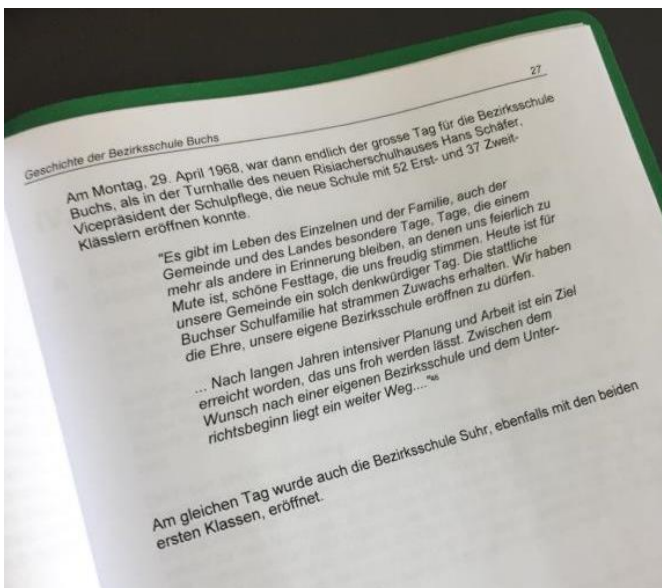 27
Geschichte der Bezirksschule Buchs
Am Montag, 29. April 1968, war dann endlich der grosse Tag für die Bezirksschule
Buchs, als in der Turnhalle des neuen Risiacherschulhauses Hans Schäfer,
Vicepräsident der Schulpflege, die neue Schule mit 52 Erst- und 37 Zweit-
Klässlern eröffnen konnte.
"Es gibt im Leben des Einzelnen und der Familie, auch der
Gemeinde und des Landes besondere Tage, Tage, die einem
mehr als andere in Erinnerung bleiben, an denen uns feierlich zu
Mute ist, schöne Festtage, die uns freudig stimmen. Heute ist für
unsere Gemeinde ein solch denkwürdiger Tag. Die stattliche
Buchser Schulfamilie hat strammen Zuwachs erhalten. Wir haben
die Ehre, unsere eigene Bezirksschule eröffnen zu dürfen.
... Nach langen Jahren intensiver Planung und Arbeit ist ein Ziel
erreicht worden, das uns froh werden lässt. Zwischen dem
Wunsch nach einer eigenen Bezirksschule und dem Unter-
richtsbeginn liegt ein weiter Weg...."
Am gleichen Tag wurde auch die Bezirksschule Suhr, ebenfalls mit den beiden
ersten Klassen, eröffnet.